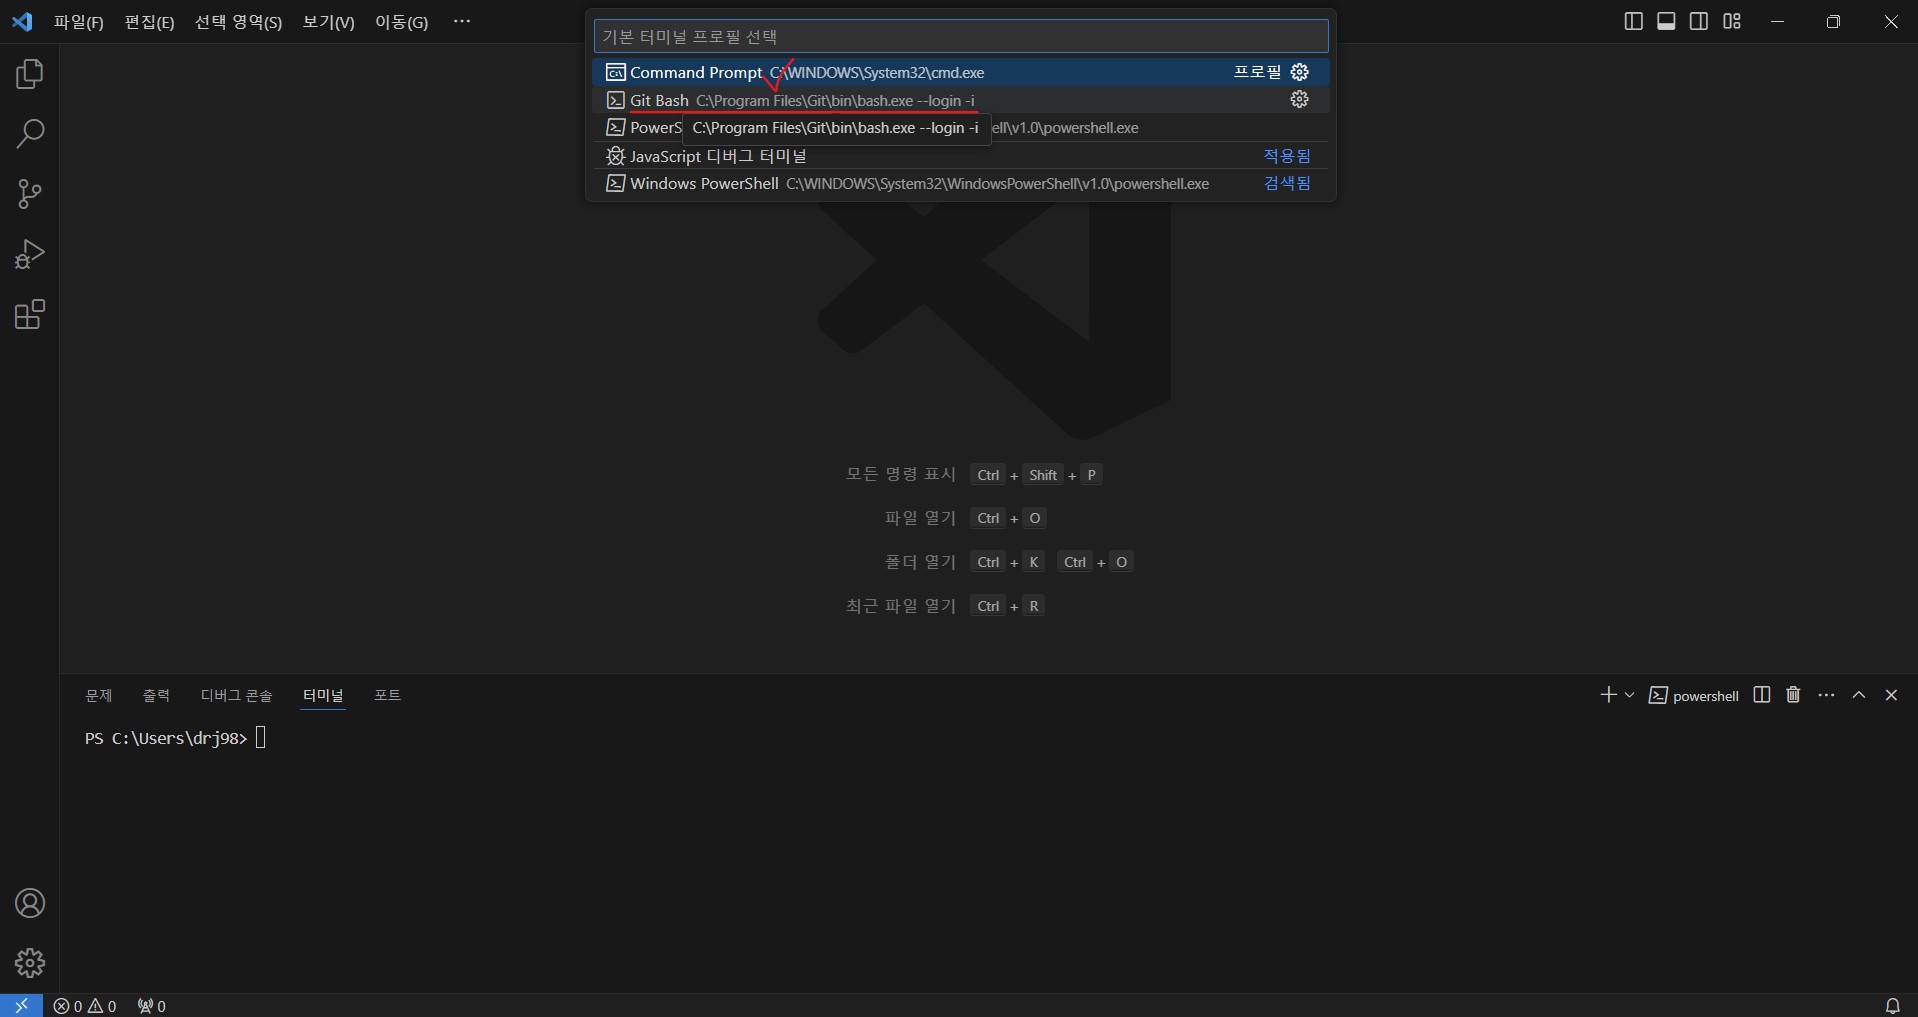 파일(F) 편집(E) 선택 영역(S) 보기(V) 이동(G) ···
기본 터미널 프로필 선택
Command Prompt C:\WINDOWS\System32\cmd.exe 프로필
Git Bash C:\Program Files\Git\bin\bash.exe --login -i
PowerS C:\Program Files\Git\bin\bash.exe --login -i ell\v1.0\powershell.exe
JavaScript 디버그 터미널 적용됨
Windows PowerShell C:\WINDOWS\System32\WindowsPowerShell\v1.0\powershell.exe 검색됨
모든 명령 표시 Ctrl + Shift + P
파일 열기 Ctrl + O
폴더 열기 Ctrl + K Ctrl + O
최근 파일 열기 Ctrl + R
문제 출력 디버그 콘솔 터미널 포트 powershell
PS C:\Users\drj98>
0 0 0